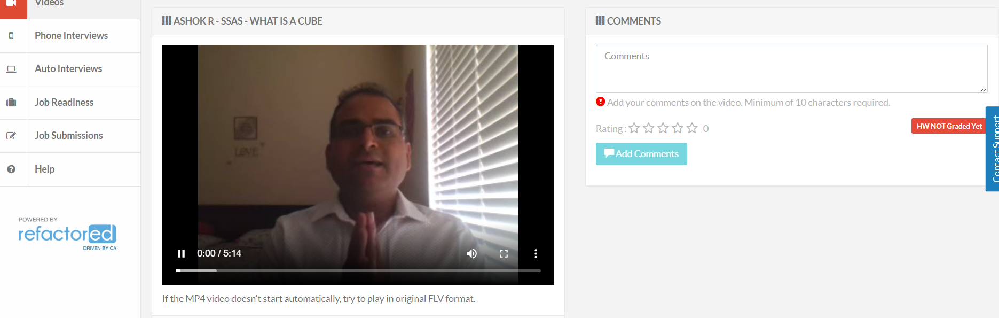 Videos
Phone Interviews
Auto Interviews
Job Readiness
Job Submissions
Help
POWERED BY
refactored
DRIVEN BY CAI
ASHOK R - SSAS - WHAT IS A CUBE
LOVE
0:00 / 5:14
If the MP4 video doesn't start automatically, try to play in original FLV format.
COMMENTS
Comments
Add your comments on the video. Minimum of 10 characters required.
Rating : 0
HW NOT Graded Yet
Add Comments
Contact Support